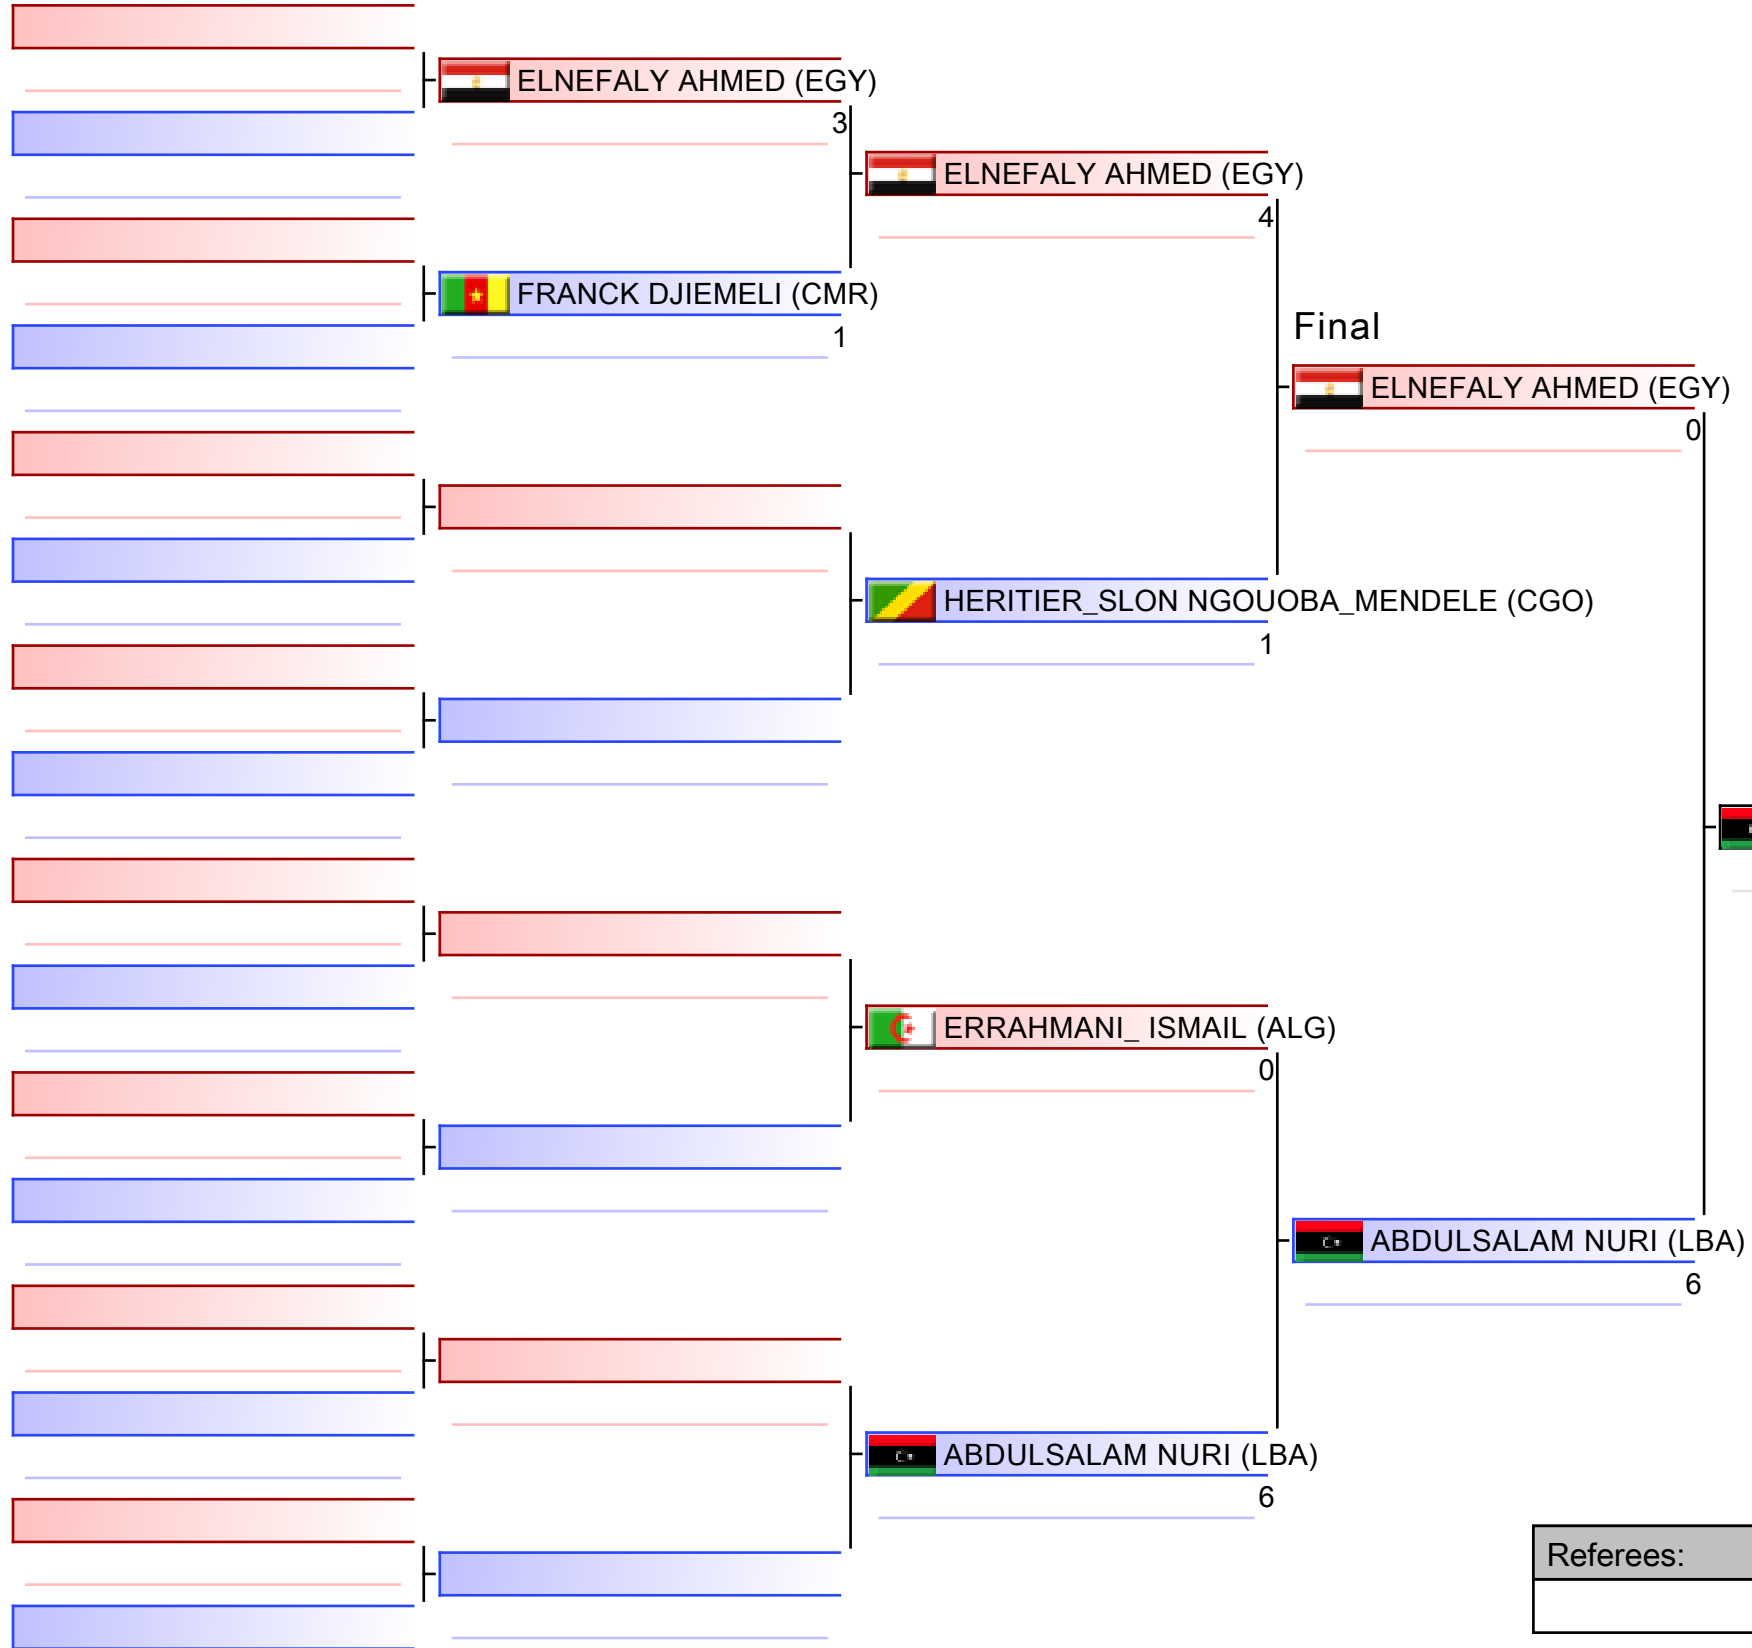 ELNEFALY AHMED (EGY)
3
FRANCK DJIEMELI (CMR)
1
ELNEFALY AHMED (EGY)
4
HERITIER_SLON NGOUOBA_MENDELE (CGO)
1
ERRAHMANI_ ISMAIL (ALG)
0
ABDULSALAM NURI (LBA)
6
Final
ELNEFALY AHMED (EGY)
0
ABDULSALAM NURI (LBA)
6
Referees: